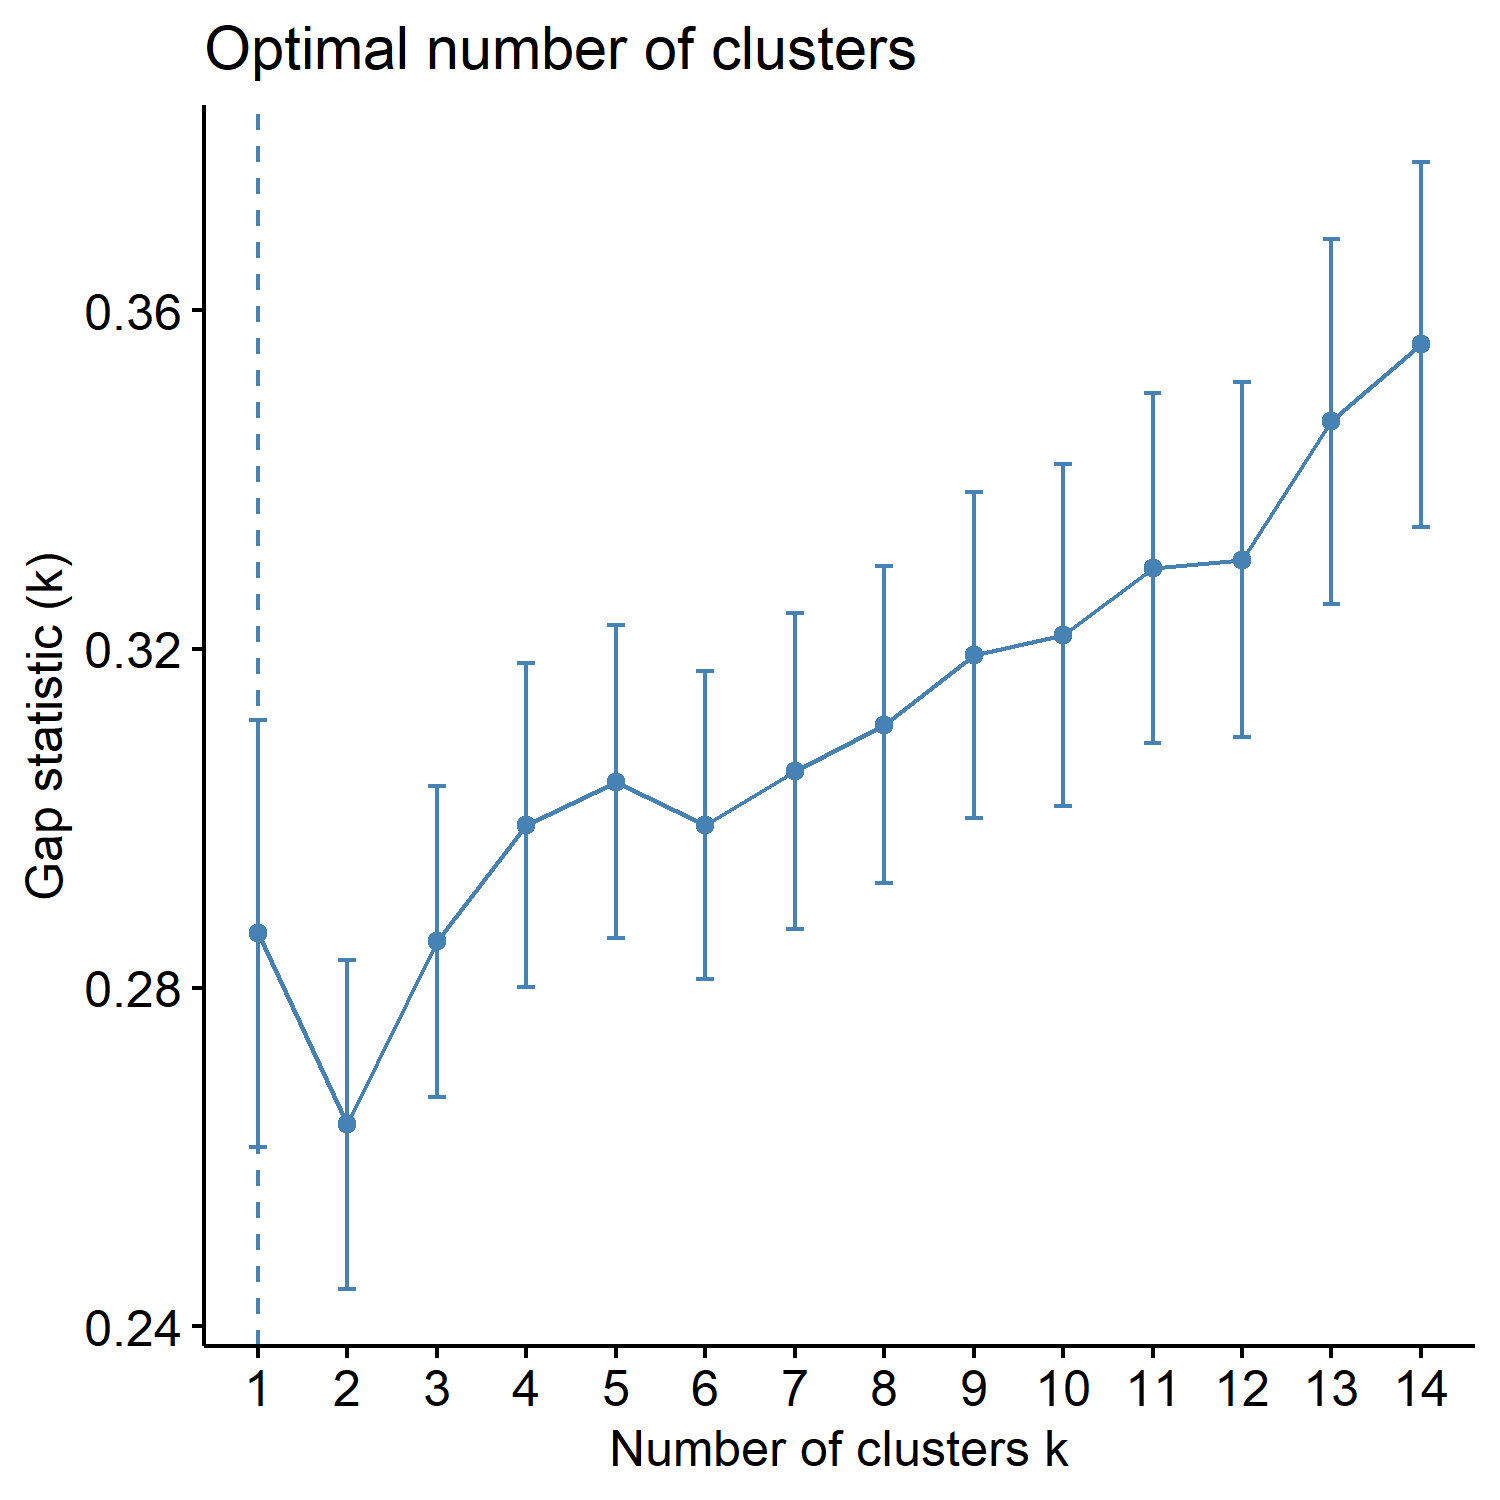 Optimal number of clusters
Gap statistic (k)
0.36
0.32
0.28
0.24
1 2 3 4 5 6 7 8 9 10 11 12 13 14
Number of clusters k